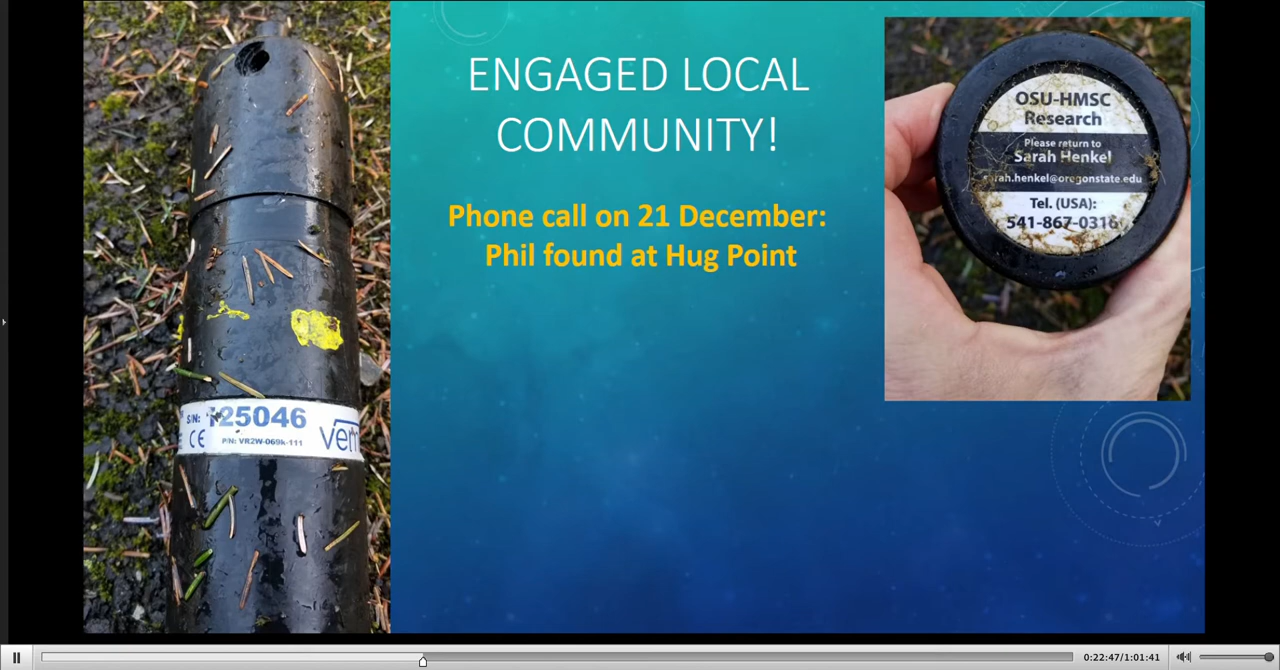 ENGAGED LOCAL
COMMUNITY!
Phone call on 21 December:
Phil found at Hug Point
S/N: 125046
P/N: VR2W-069k-111
CE
OSU-HMSC
Research
Please return to
Sarah Henkel
sarah.henkel@oregonstate.edu
Tel. (USA):
541-867-0316
0:22:47/1:01:41